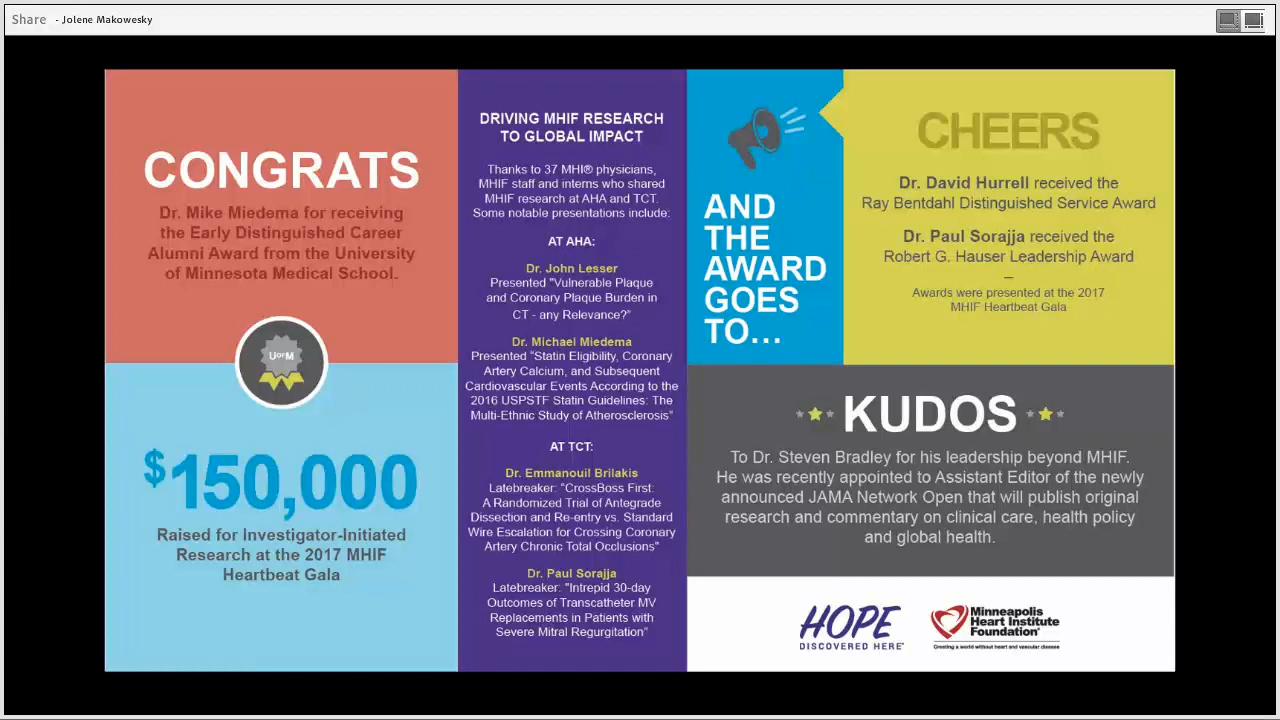 Share - Jolene Makowesky
CONGRATS
Dr. Mike Miedema for receiving
the Early Distinguished Career
Alumni Award from the University
of Minnesota Medical School.
U OF M
$150,000
Raised for Investigator-Initiated
Research at the 2017 MHIF
Heartbeat Gala
DRIVING MHIF RESEARCH
TO GLOBAL IMPACT
Thanks to 37 MHI® physicians,
MHIF staff and interns who shared
MHIF research at AHA and TCT.
Some notable presentations include:
AT AHA:
Dr. John Lesser
Presented "Vulnerable Plaque
and Coronary Plaque Burden in
CT - any Relevance?”
Dr. Michael Miedema
Presented “Statin Eligibility, Coronary
Artery Calcium, and Subsequent
Cardiovascular Events According to the
2016 USPSTF Statin Guidelines: The
Multi-Ethnic Study of Atherosclerosis”
AT TCT:
Dr. Emmanouil Brilakis
Latebreaker: “CrossBoss First:
A Randomized Trial of Antegrade
Dissection and Re-entry vs. Standard
Wire Escalation for Crossing Coronary
Artery Chronic Total Occlusions"
Dr. Paul Sorajja
Latebreaker: "Intrepid 30-day
Outcomes of Transcatheter MV
Replacements in Patients with
Severe Mitral Regurgitation”
AND
THE
AWARD
GOES
TO...
CHEERS
Dr. David Hurrell received the
Ray Bentdahl Distinguished Service Award
Dr. Paul Sorajja received the
Robert G. Hauser Leadership Award
–
Awards were presented at the 2017
MHIF Heartbeat Gala
KUDOS
To Dr. Steven Bradley for his leadership beyond MHIF.
He was recently appointed to Assistant Editor of the newly
announced JAMA Network Open that will publish original
research and commentary on clinical care, health policy
and global health.
HOPE
DISCOVERED HERE™
Minneapolis
Heart Institute
Foundation®
Creating a world without heart and vascular disease